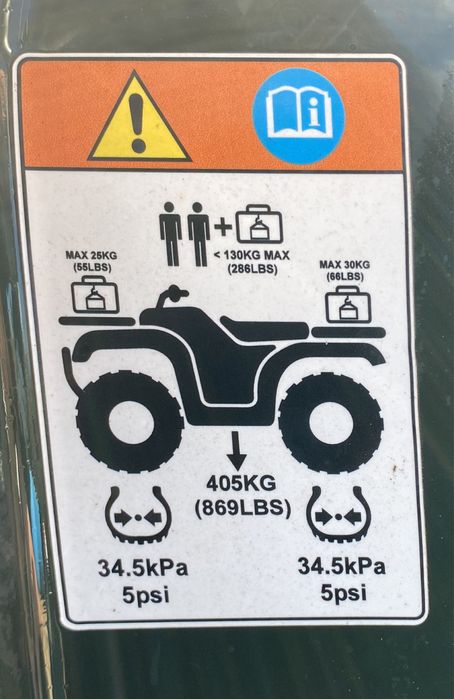 < 130KG MAX
(286LBS)
MAX 25KG
(55LBS)
MAX 30KG
(66LBS)
405KG
(869LBS)
34.5kPa
5psi
34.5kPa
5psi